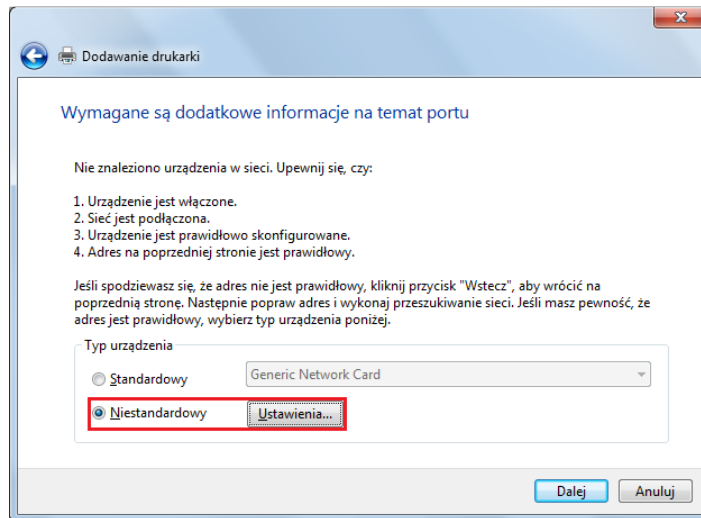 Dodawanie drukarki
Wymagane są dodatkowe informacje na temat portu
Nie znaleziono urządzenia w sieci. Upewnij się, czy:
1. Urządzenie jest włączone.
2. Sieć jest podłączona.
3. Urządzenie jest prawidłowo skonfigurowane.
4. Adres na poprzedniej stronie jest prawidłowy.
Jeśli spodziewasz się, że adres nie jest prawidłowy, kliknij przycisk "Wstecz", aby wrócić na
poprzednią stronę. Następnie popraw adres i wykonaj przeszukiwanie sieci. Jeśli masz pewność, że
adres jest prawidłowy, wybierz typ urządzenia poniżej.
Typ urządzenia
Standardowy Generic Network Card
Niestandardowy Ustawienia...
Dalej Anuluj